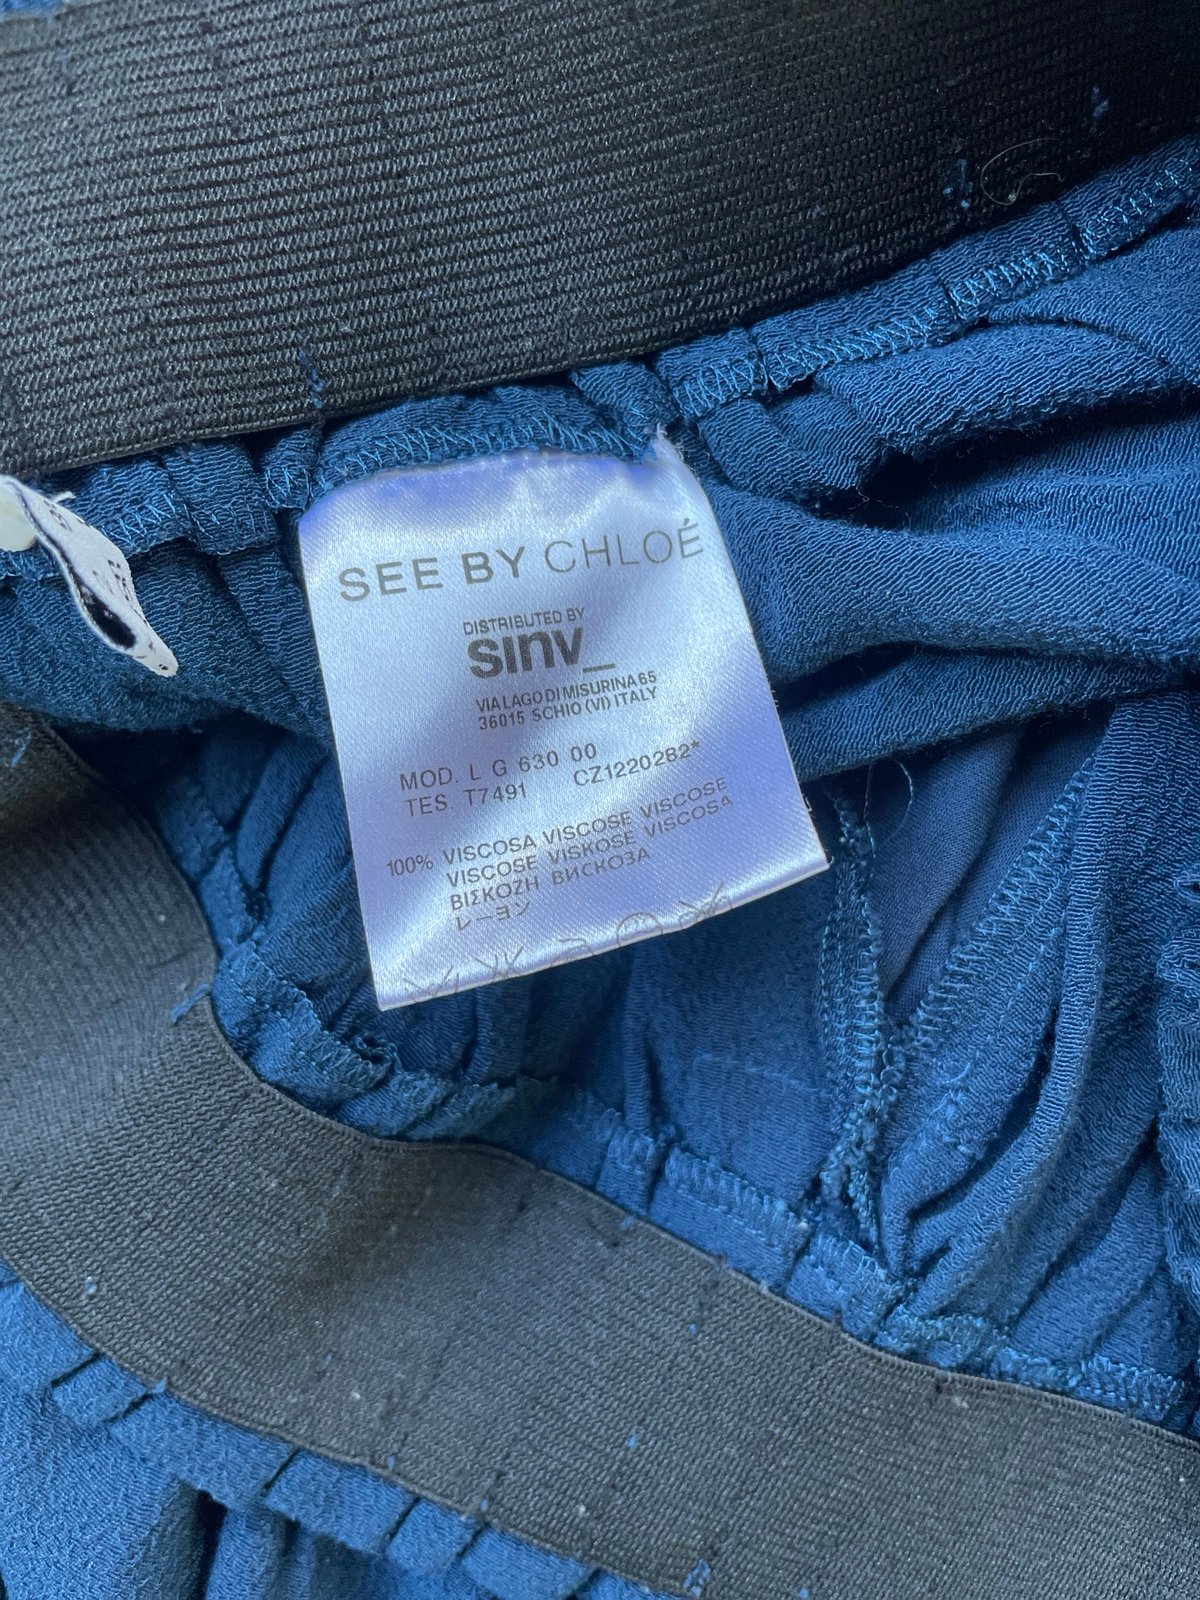 SEE BY CHLOÉ
DISTRIBUTED BY
sinv_
VIA LAGO DI MISURINA 65
36015 SCHIO (VI) ITALY
MOD. L G 630 00
TES. T7491 CZ1220282*
100% VISCOSA VISCOSE VISCOSE
VISCOSE VISKOSE VISCOSA
ΒΙΣΚΟΖΗ ВИСКОЗА
レーヨン